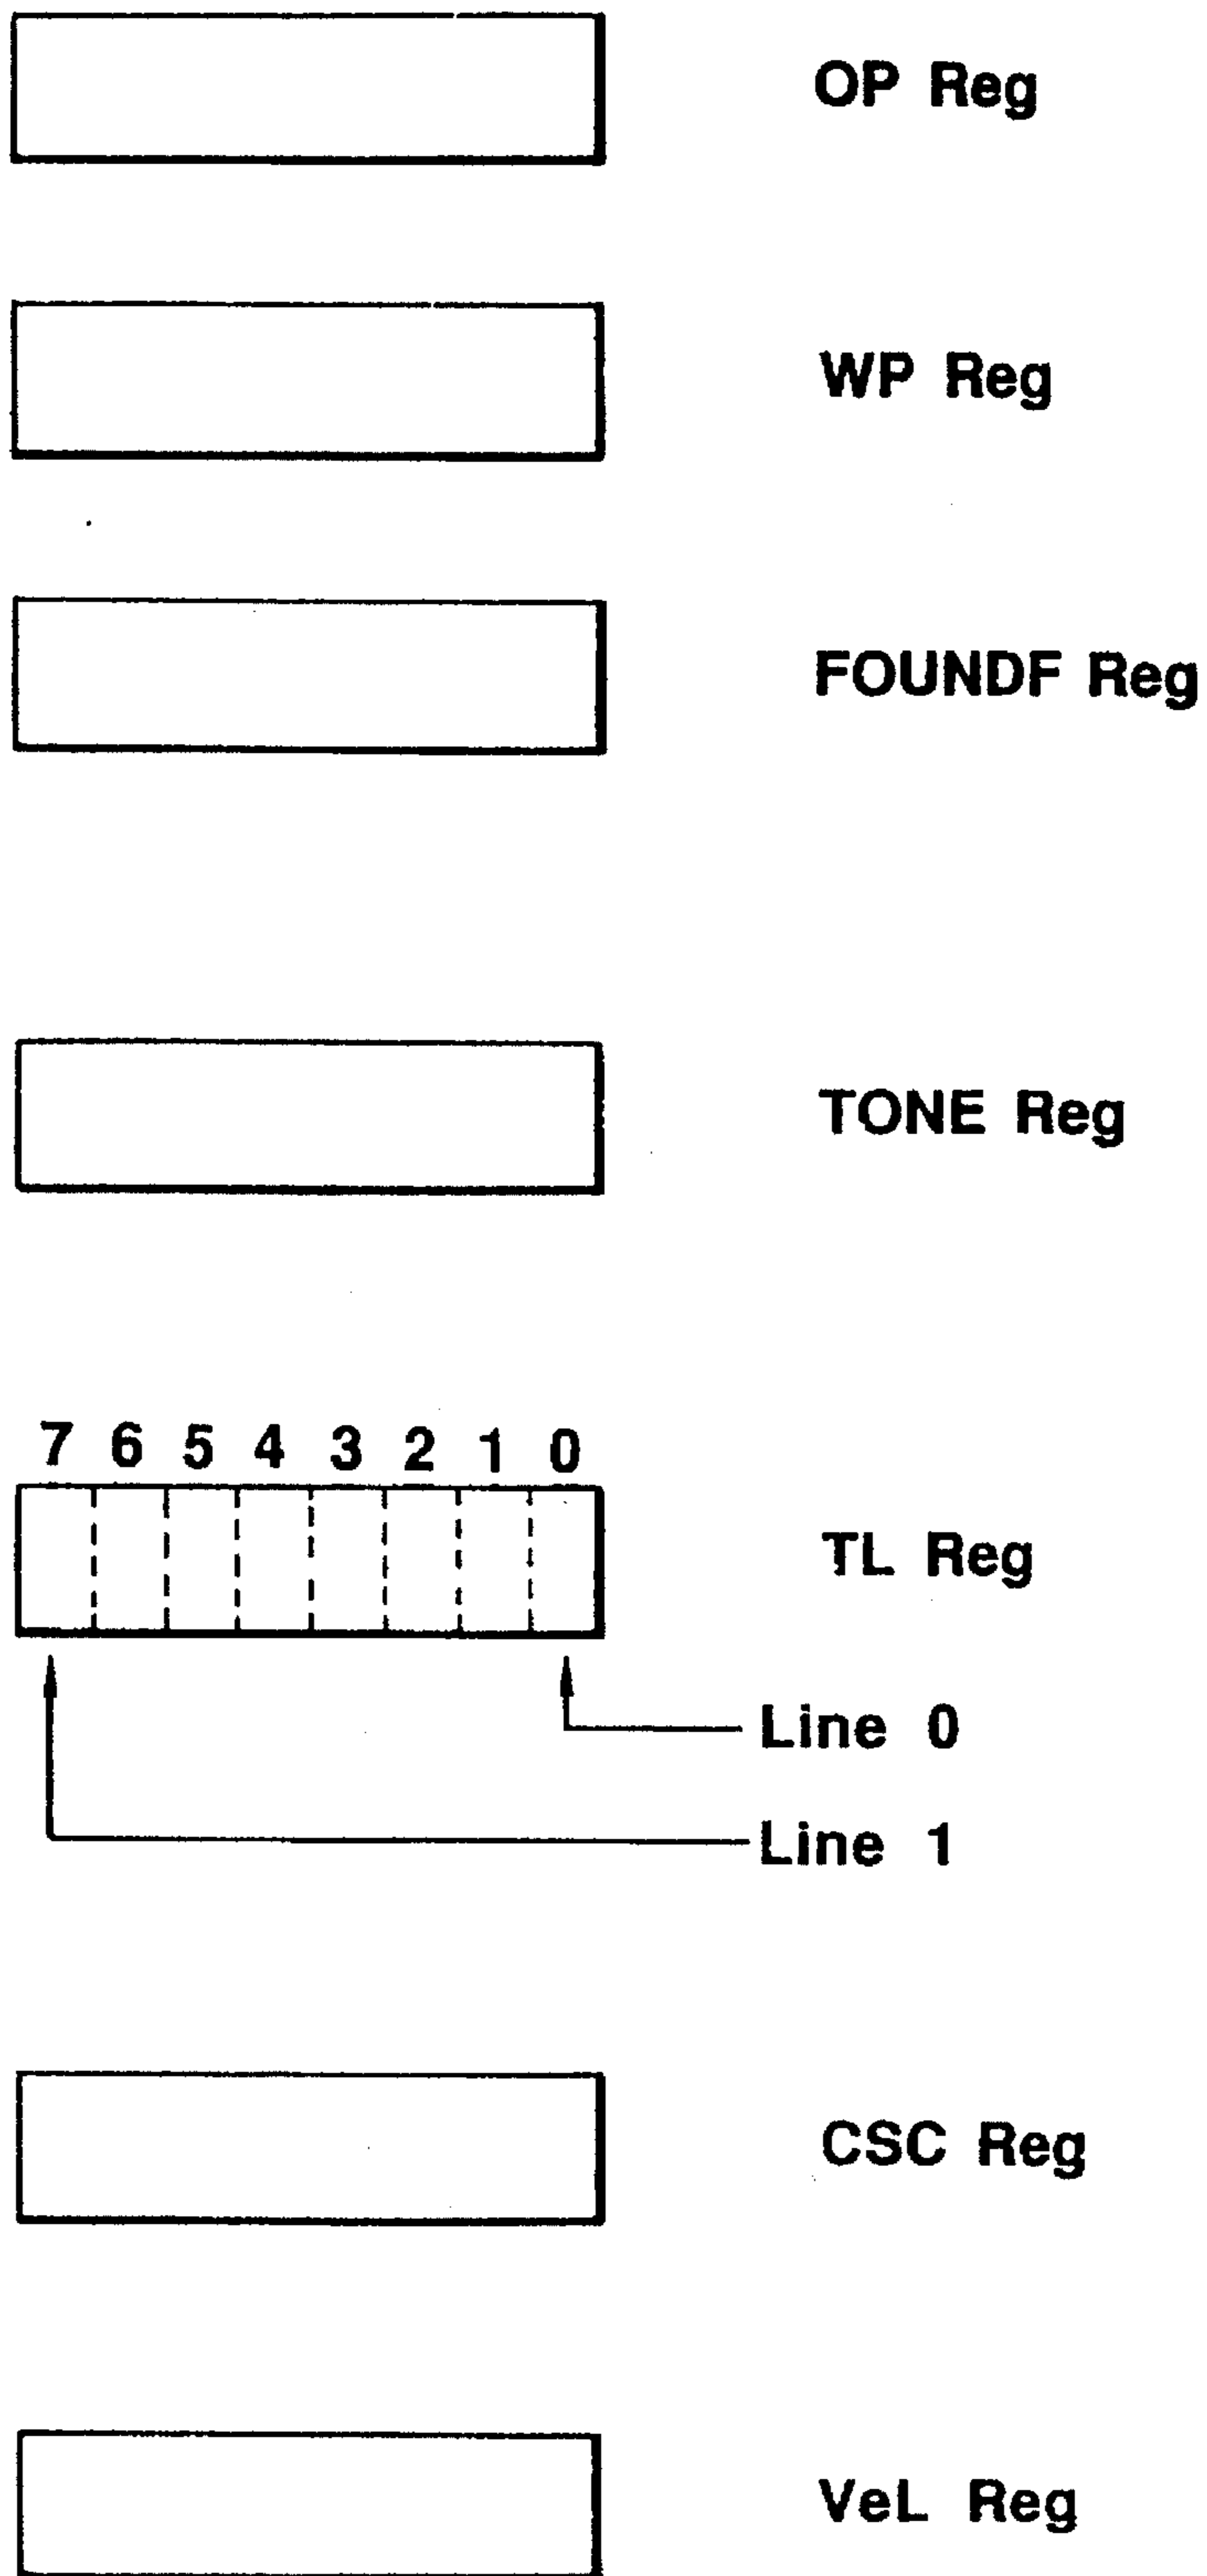 OP Reg
WP Reg
FOUNDF Reg
TONE Reg
7 6 5 4 3 2 1 0
TL Reg
Line 0
Line 1
CSC Reg
VeL Reg